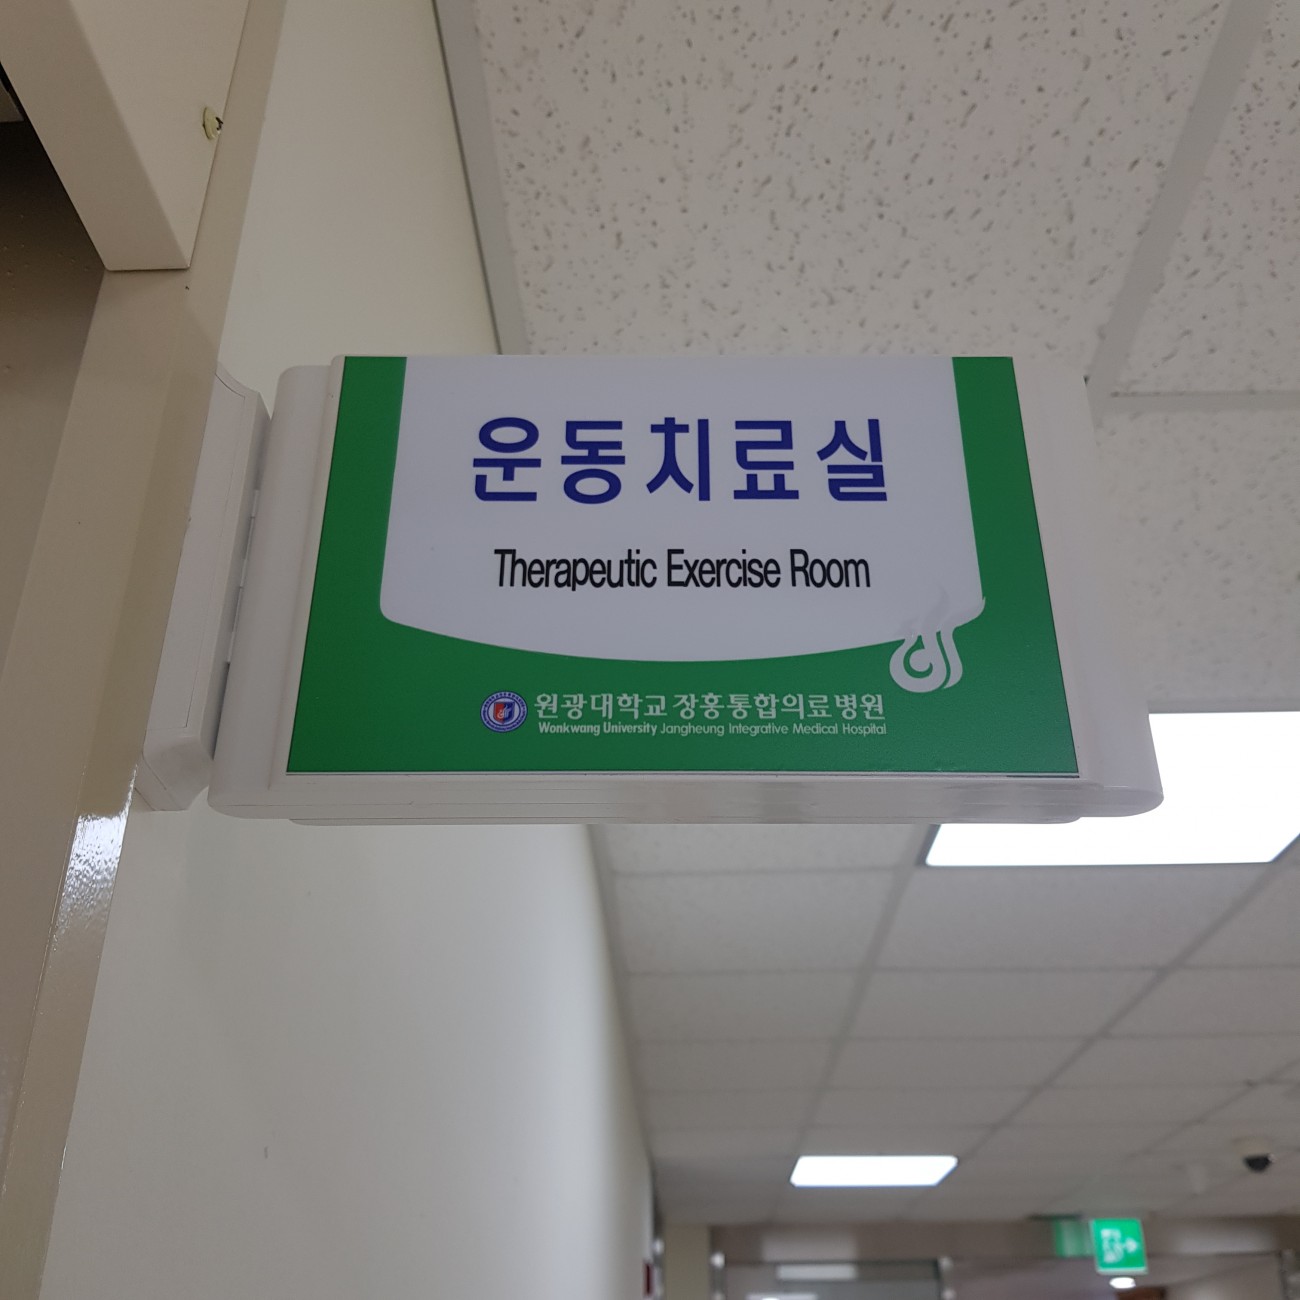 운동치료실
Therapeutic Exercise Room
원광대학교장흥통합의료병원
Wonkwang University Jangheung Integrative Medical Hospital